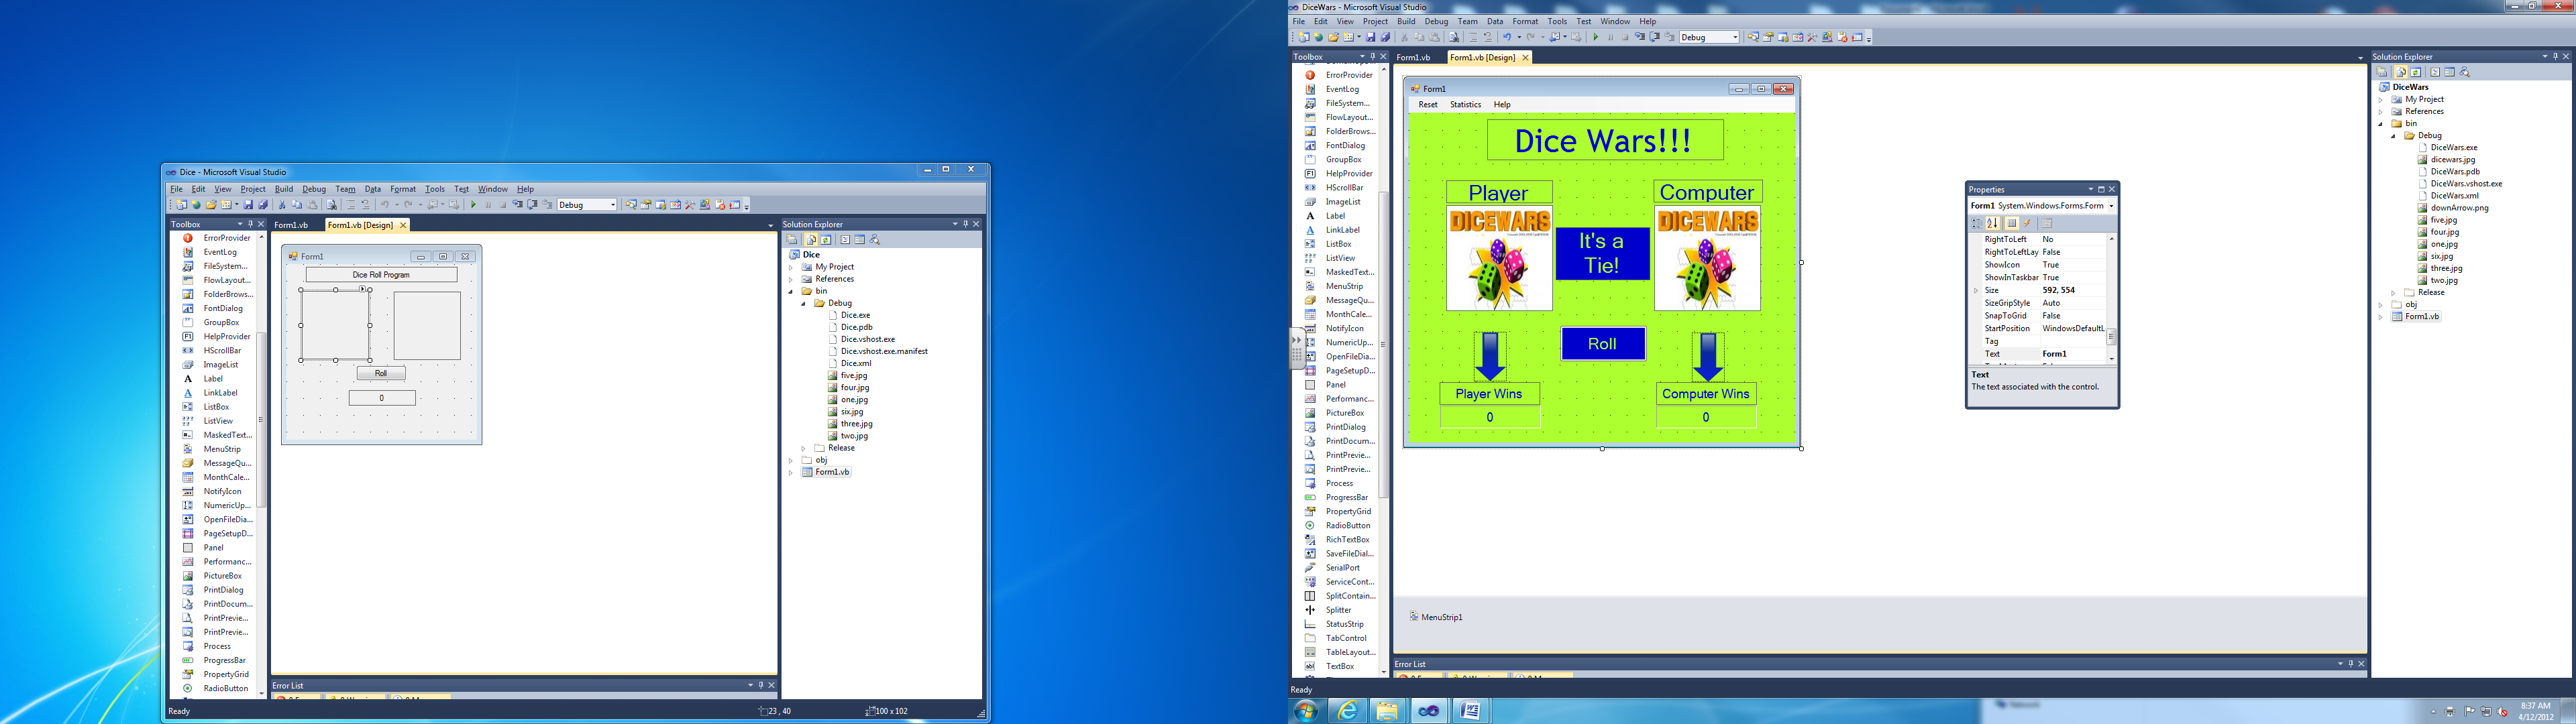 Dice - Microsoft Visual Studio
File Edit View Project Build Debug Team Data Format Tools Test Window Help
Debug
Toolbox
ErrorProvider
EventLog
FileSystem...
FlowLayout...
FolderBrows...
FontDialog
GroupBox
HelpProvider
HScrollBar
ImageList
Label
LinkLabel
ListBox
ListView
MaskedText...
MenuStrip
MessageQu...
MonthCale...
NotifyIcon
NumericUp...
OpenFileDia...
PageSetupD...
Panel
Performanc...
PictureBox
PrintDialog
PrintDocum...
PrintPrevie...
PrintPrevie...
Process
ProgressBar
PropertyGrid
RadioButton
Form1.vb Form1.vb [Design]
Form1
Dice Roll Program
Roll
0
Error List
Solution Explorer
Dice
My Project
References
bin
Debug
Dice.exe
Dice.pdb
Dice.vshost.exe
Dice.vshost.exe.manifest
Dice.xml
five.jpg
four.jpg
one.jpg
six.jpg
three.jpg
two.jpg
Release
obj
Form1.vb
Ready
23 , 40
100 x 102
DiceWars - Microsoft Visual Studio
File Edit View Project Build Debug Team Data Format Tools Test Window Help
Debug
Toolbox
ErrorProvider
EventLog
FileSystem...
FlowLayout...
FolderBrows...
FontDialog
GroupBox
HelpProvider
HScrollBar
ImageList
Label
LinkLabel
ListBox
ListView
MaskedText...
MenuStrip
MessageQu...
MonthCale...
NotifyIcon
NumericUp...
OpenFileDia...
PageSetupD...
Panel
Performanc...
PictureBox
PrintDialog
PrintDocum...
PrintPrevie...
PrintPrevie...
Process
ProgressBar
PropertyGrid
RadioButton
RichTextBox
SaveFileDial...
SerialPort
ServiceCont...
SplitContain...
Splitter
StatusStrip
TabControl
TableLayout...
TextBox
Form1.vb Form1.vb [Design]
Form1
Reset Statistics Help
Dice Wars!!!
Player
Computer
DICEWARS
DICEWARS
It's a
Tie!
Roll
Player Wins
0
Computer Wins
0
MenuStrip1
Error List
Properties
Form1 System.Windows.Forms.Form
RightToLeft No
RightToLeftLay False
ShowIcon True
ShowInTaskbar True
Size 592, 554
SizeGripStyle Auto
SnapToGrid False
StartPosition WindowsDefaultL
Tag
Text Form1
Text
The text associated with the control.
Solution Explorer
DiceWars
My Project
References
bin
Debug
DiceWars.exe
dicewars.jpg
DiceWars.pdb
DiceWars.vshost.exe
DiceWars.xml
downArrow.png
five.jpg
four.jpg
one.jpg
six.jpg
three.jpg
two.jpg
Release
obj
Form1.vb
Ready
8:37 AM
4/12/2012